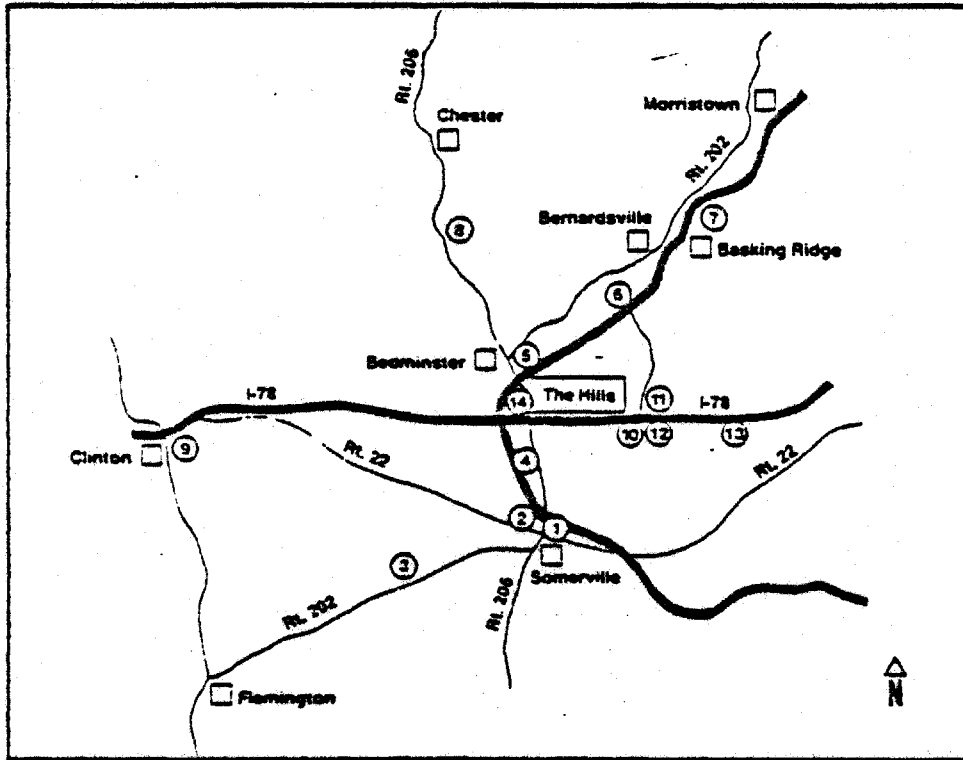 Rt. 206
Chester
Morristown
Rt. 202
8
Bernardsville
7
Basking Ridge
6
Bedminster
5
I-78
14
The Hills
11
I-78
Clinton
9
Rt. 22
4
10
12
13
Rt. 22
2
1
3
Somerville
Rt. 202
Rt. 206
Flemington
N